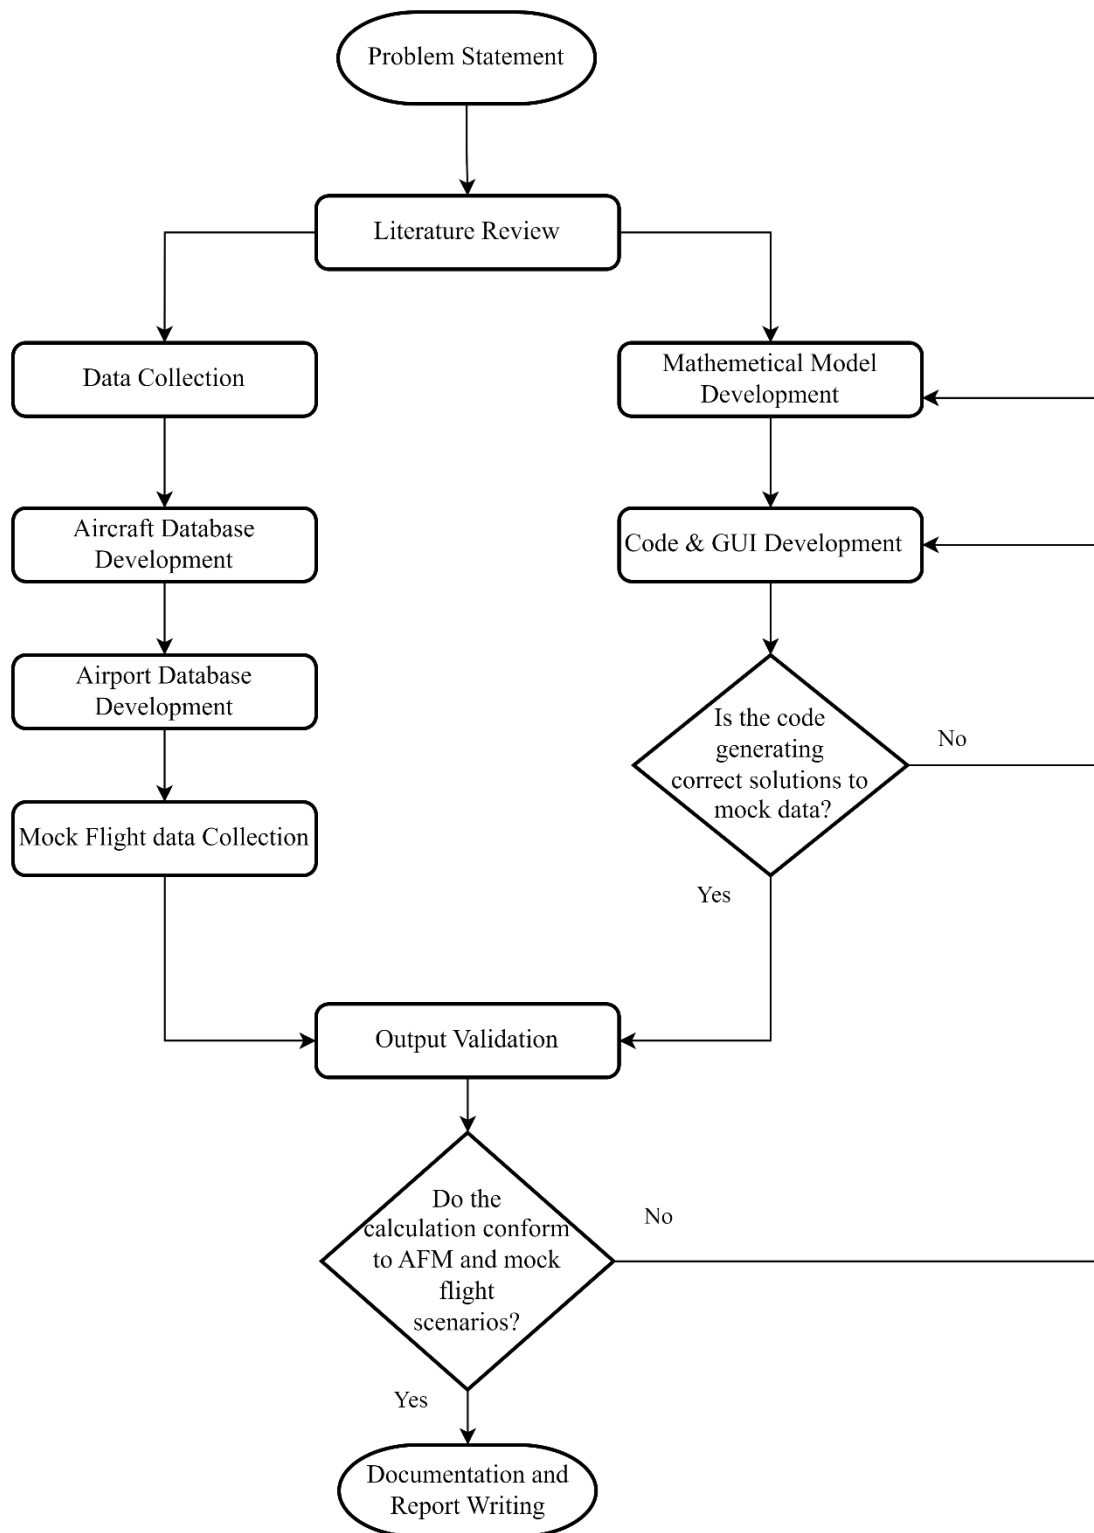 Problem Statement
Literature Review
Data Collection
Mathemetical Model
Development
Aircraft Database
Development
Code & GUI Development
Airport Database
Development
Is the code
generating
correct solutions to
mock data?
No
Mock Flight data Collection
Yes
Output Validation
Do the
calculation conform
to AFM and mock
flight
scenarios?
No
Yes
Documentation and
Report Writing